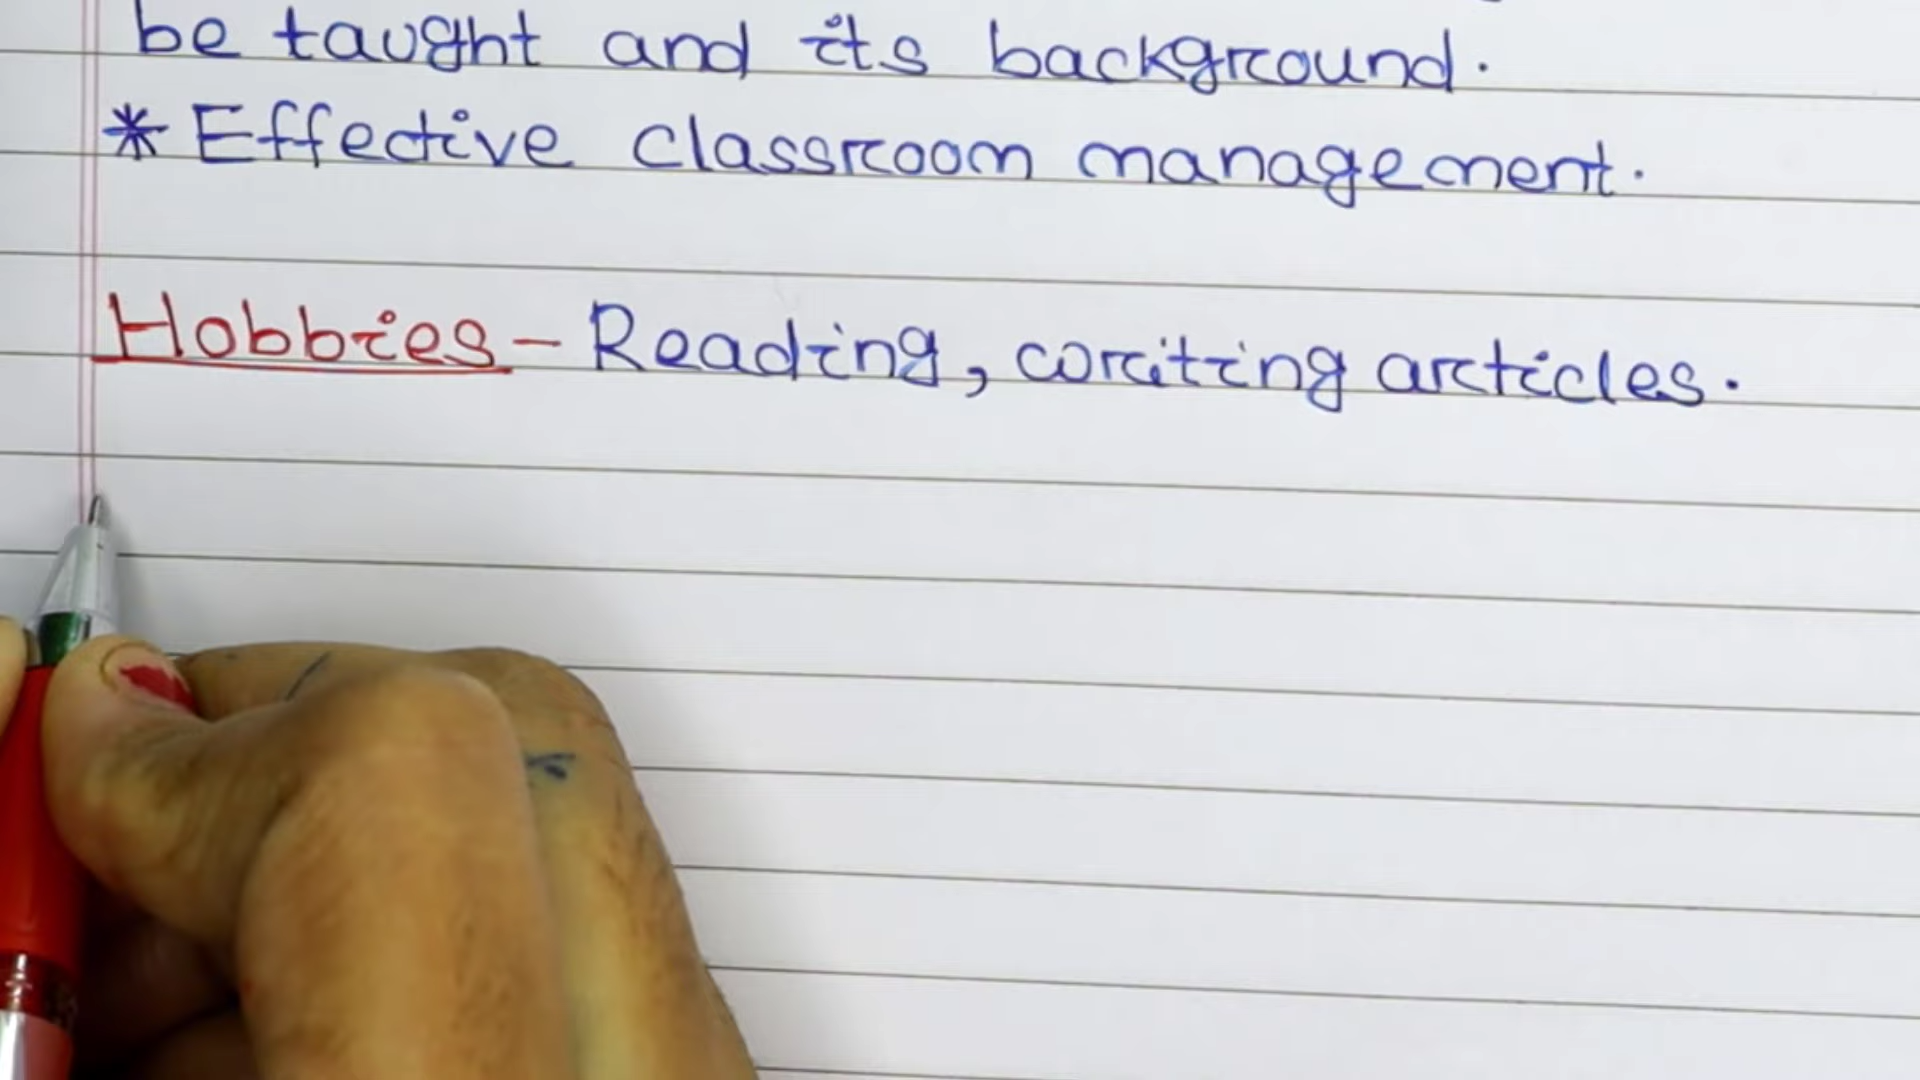 be taught and its background.
* Effective classroom management.
Hobbies - Reading, writing articles.